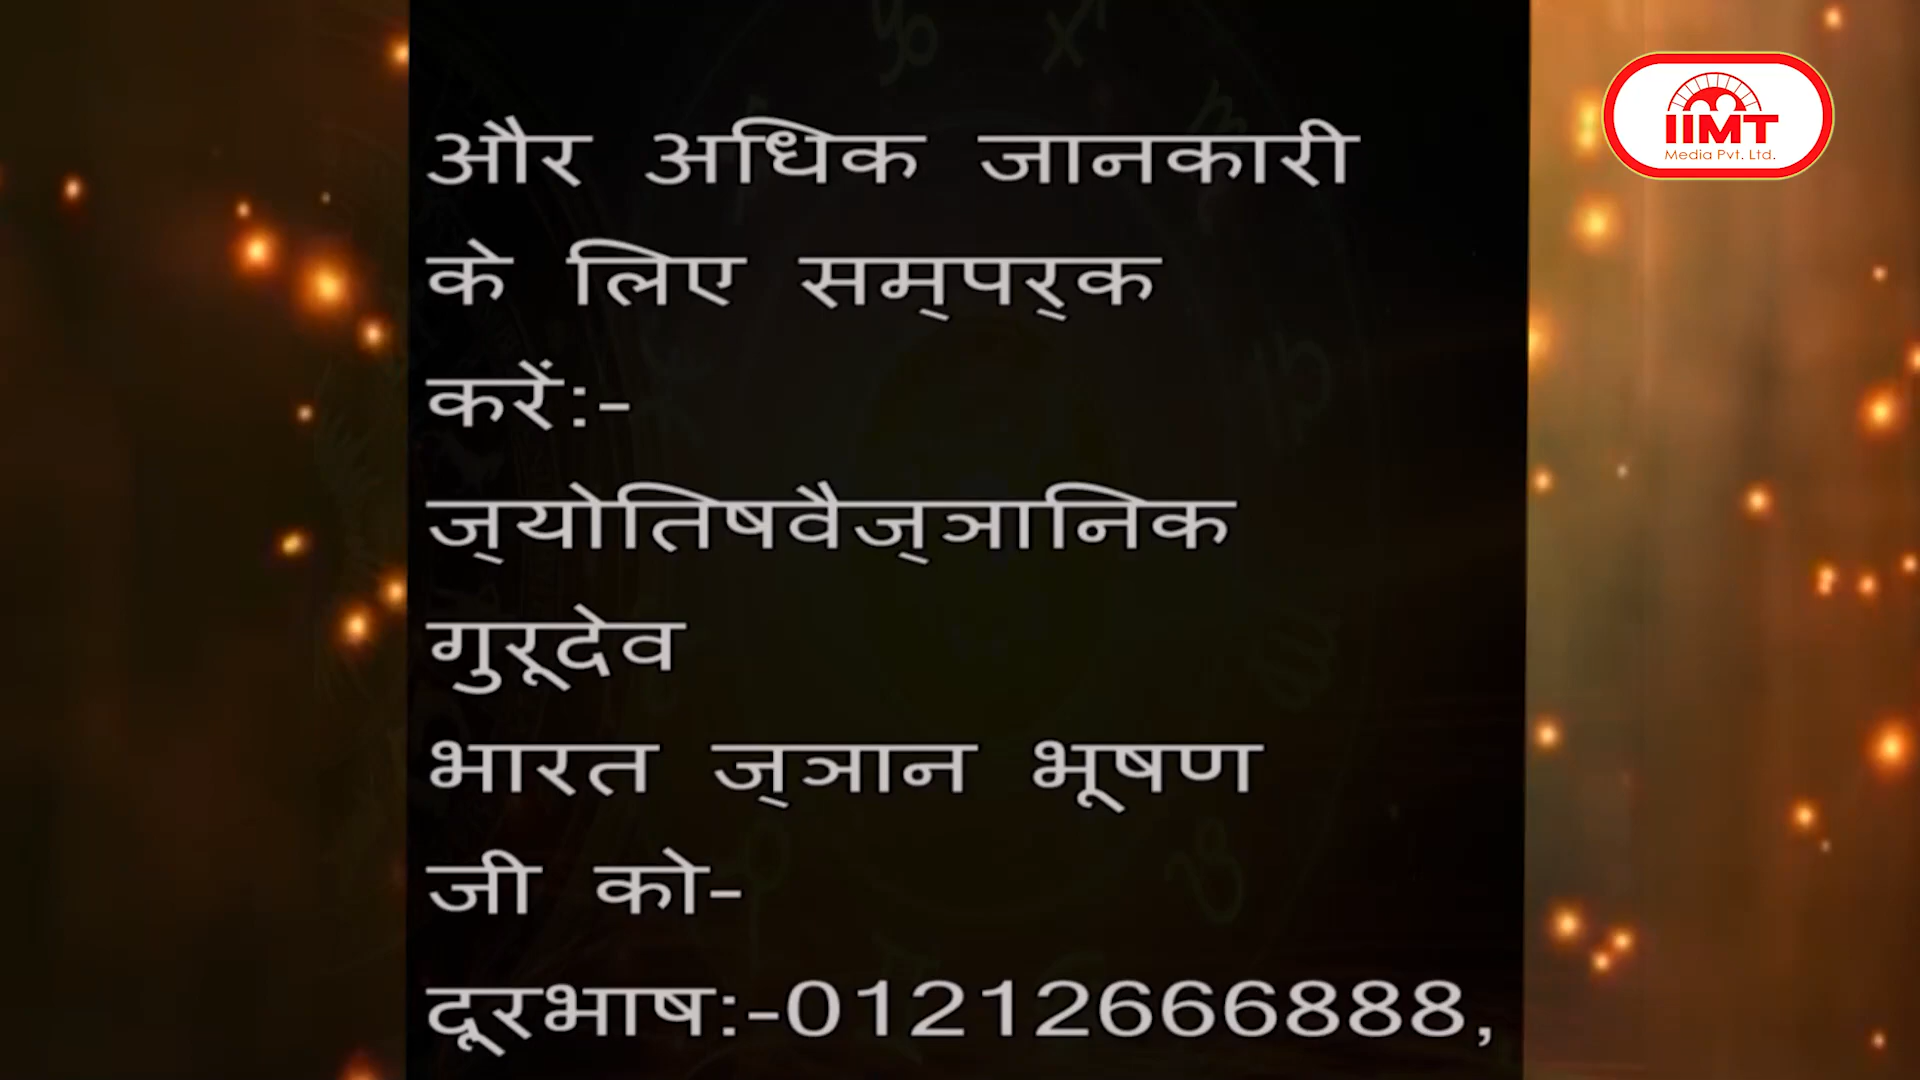 और अधिक जानकारी
के लिए सम्‌पर्‌क
करें:-
ज्‌योतिषवैज्‌ञानिक
गुरूदेव
भारत ज्‌ञान भूषण
जी को-
दूरभाष:-01212666888,
IIMT
Media Pvt. Ltd.